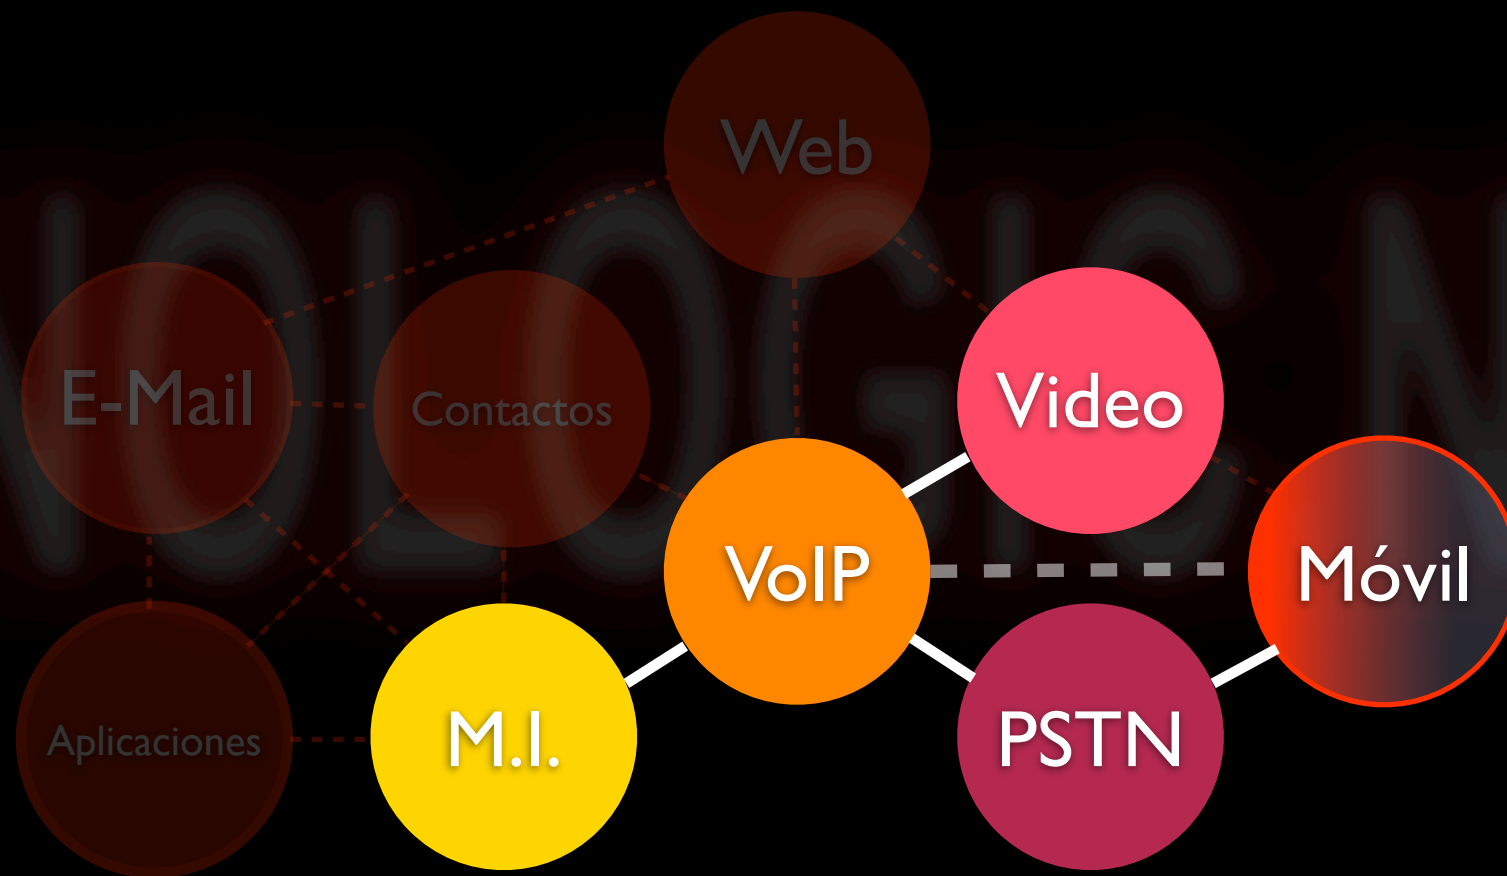 Web
E-Mail
Contactos
Video
VoIP
Móvil
Aplicaciones
M.I.
PSTN